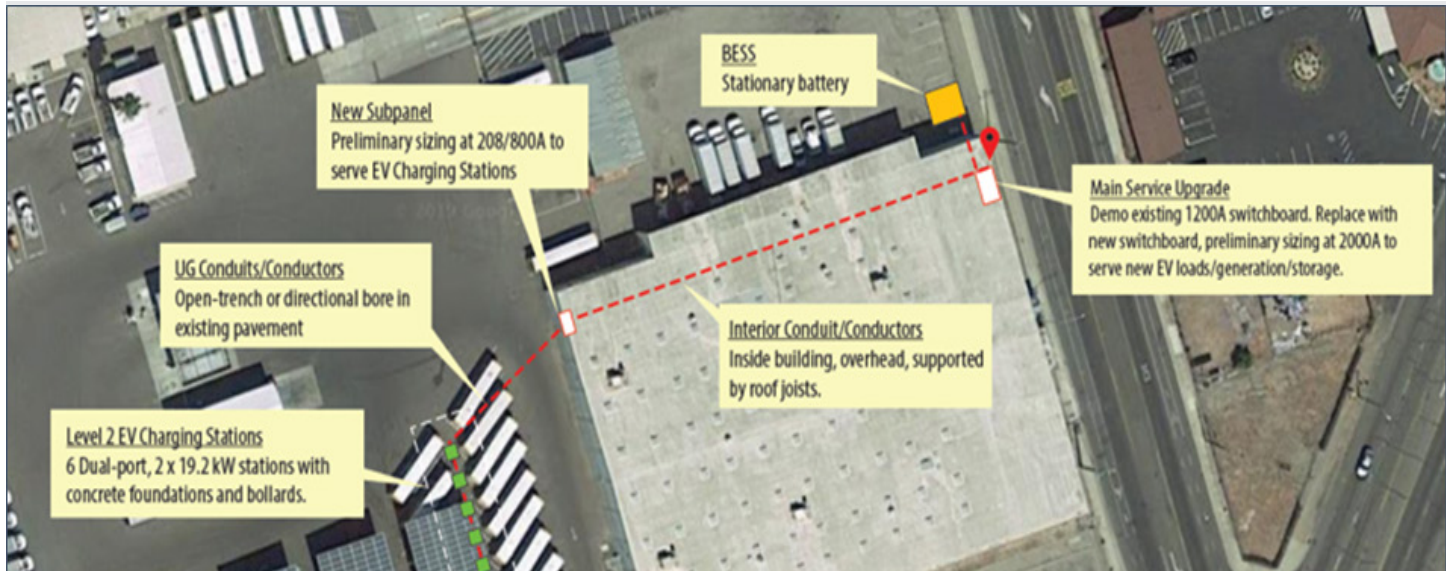 BESS
Stationary battery
New Subpanel
Preliminary sizing at 208/800A to
serve EV Charging Stations
Main Service Upgrade
Demo existing 1200A switchboard. Replace with
new switchboard, preliminary sizing at 2000A to
serve new EV loads/generation/storage.
UG Conduits/Conductors
Open-trench or directional bore in
existing pavement
Interior Conduit/Conductors
Inside building, overhead, supported
by roof joists.
Level 2 EV Charging Stations
6 Dual-port, 2 x 19.2 kW stations with
concrete foundations and bollards.